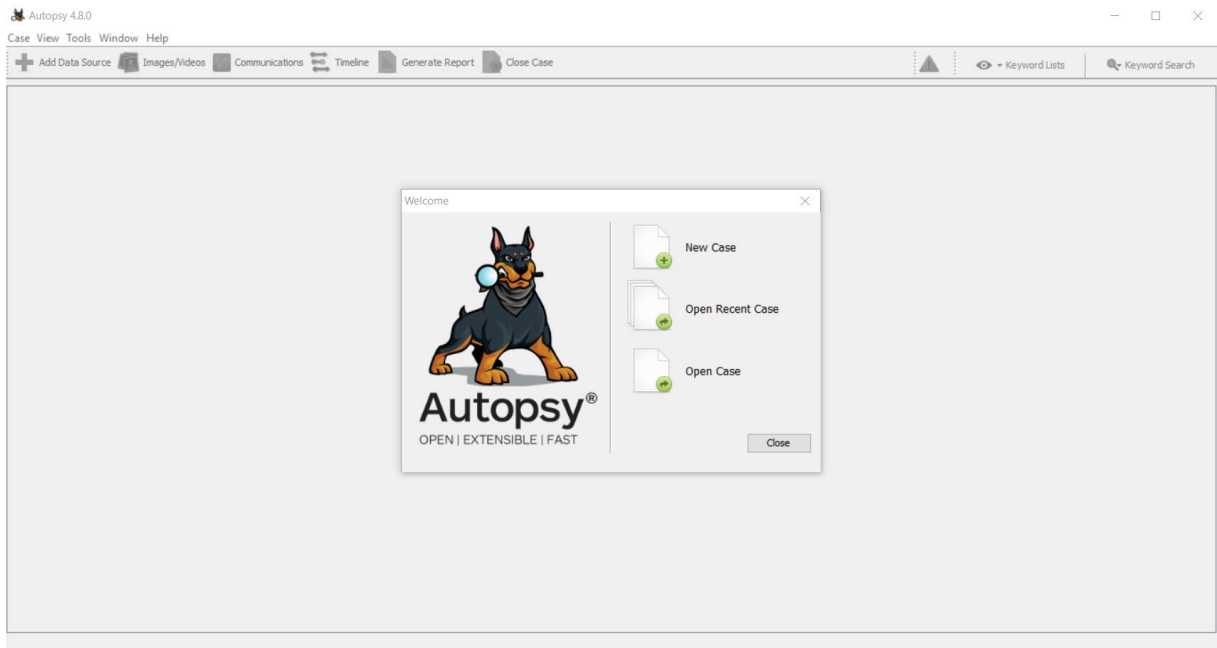 Autopsy 4.8.0
Case View Tools Window Help
Add Data Source Images/Videos Communications Timeline Generate Report Close Case Keyword Lists Keyword Search
Welcome
New Case
Open Recent Case
Open Case
Autopsy®
OPEN | EXTENSIBLE | FAST
Close